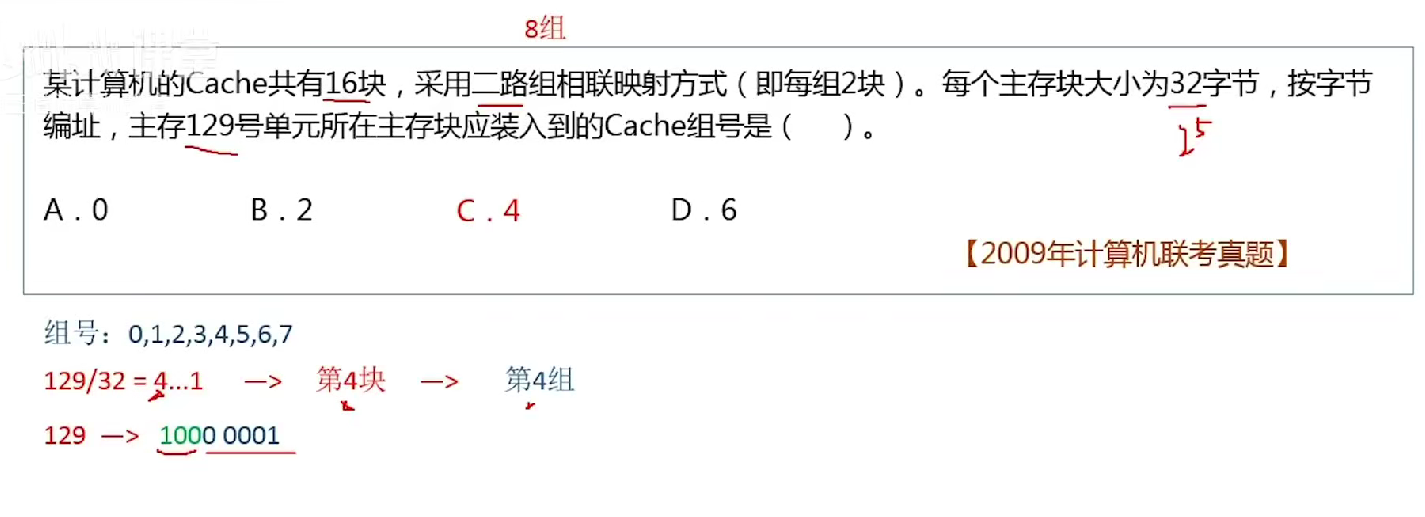 8组
某计算机的Cache共有16块，采用二路组相联映射方式（即每组2块）。每个主存块大小为32字节，按字节
编址，主存129号单元所在主存块应装入到的Cache组号是（　　）。
2⁵
A．0 B．2 C．4 D．6
【2009年计算机联考真题】
组号：0,1,2,3,4,5,6,7
129/32 = 4...1 —> 第4块 —> 第4组
129 —> 1000 0001